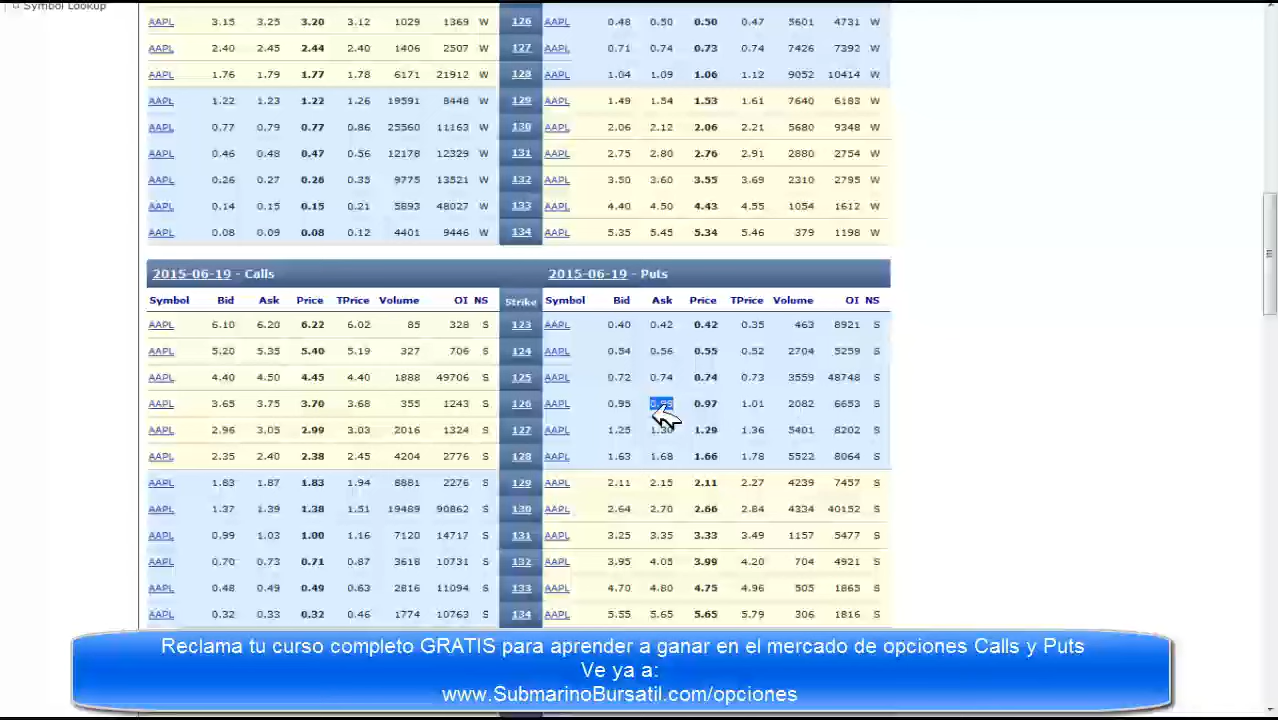 Symbol Lookup
AAPL 3.15 3.25 3.20 3.12 1029 1369 W 126 AAPL 0.48 0.50 0.50 0.47 5601 4731 W
AAPL 2.40 2.45 2.44 2.40 1406 2507 W 127 AAPL 0.71 0.74 0.73 0.74 7426 7392 W
AAPL 1.76 1.79 1.77 1.78 6171 21912 W 128 AAPL 1.04 1.09 1.06 1.12 9052 10414 W
AAPL 1.22 1.23 1.22 1.26 19591 8448 W 129 AAPL 1.49 1.54 1.53 1.61 7640 6183 W
AAPL 0.77 0.79 0.77 0.86 25560 11163 W 130 AAPL 2.06 2.12 2.06 2.21 5680 9348 W
AAPL 0.46 0.48 0.47 0.56 12178 12329 W 131 AAPL 2.75 2.80 2.76 2.91 2880 2754 W
AAPL 0.26 0.27 0.26 0.35 9775 13521 W 132 AAPL 3.50 3.60 3.55 3.69 2310 2795 W
AAPL 0.14 0.15 0.15 0.21 5893 48027 W 133 AAPL 4.40 4.50 4.43 4.55 1054 1612 W
AAPL 0.08 0.09 0.08 0.12 4401 9446 W 134 AAPL 5.35 5.45 5.34 5.46 379 1198 W
2015-06-19 - Calls 2015-06-19 - Puts
Symbol Bid Ask Price TPrice Volume OI NS Strike Symbol Bid Ask Price TPrice Volume OI NS
AAPL 6.10 6.20 6.22 6.02 85 328 S 123 AAPL 0.40 0.42 0.42 0.35 463 8921 S
AAPL 5.20 5.35 5.40 5.19 327 706 S 124 AAPL 0.54 0.56 0.55 0.52 2704 5259 S
AAPL 4.40 4.50 4.45 4.40 1888 49706 S 125 AAPL 0.72 0.74 0.74 0.73 3559 48748 S
AAPL 3.65 3.75 3.70 3.68 355 1243 S 126 AAPL 0.95 0.97 1.01 2082 6653 S
AAPL 2.96 3.05 2.99 3.03 2016 1324 S 127 AAPL 1.25 1.30 1.29 1.36 5401 8202 S
AAPL 2.35 2.40 2.38 2.45 4204 2776 S 128 AAPL 1.63 1.68 1.66 1.78 5522 8064 S
AAPL 1.83 1.87 1.83 1.94 8881 2276 S 129 AAPL 2.11 2.15 2.11 2.27 4239 7457 S
AAPL 1.37 1.39 1.38 1.51 19489 90862 S 130 AAPL 2.64 2.70 2.66 2.84 4334 40152 S
AAPL 0.99 1.03 1.00 1.16 7120 14717 S 131 AAPL 3.25 3.35 3.33 3.49 1157 5477 S
AAPL 0.70 0.73 0.71 0.87 3618 10731 S 132 AAPL 3.95 4.05 3.99 4.20 704 4921 S
AAPL 0.48 0.49 0.49 0.63 2816 11094 S 133 AAPL 4.70 4.80 4.75 4.96 505 1865 S
AAPL 0.32 0.33 0.32 0.46 1774 10763 S 134 AAPL 5.55 5.65 5.65 5.79 306 1816 S
Reclama tu curso completo GRATIS para aprender a ganar en el mercado de opciones Calls y Puts
Ve ya a:
www.SubmarinoBursatil.com/opciones